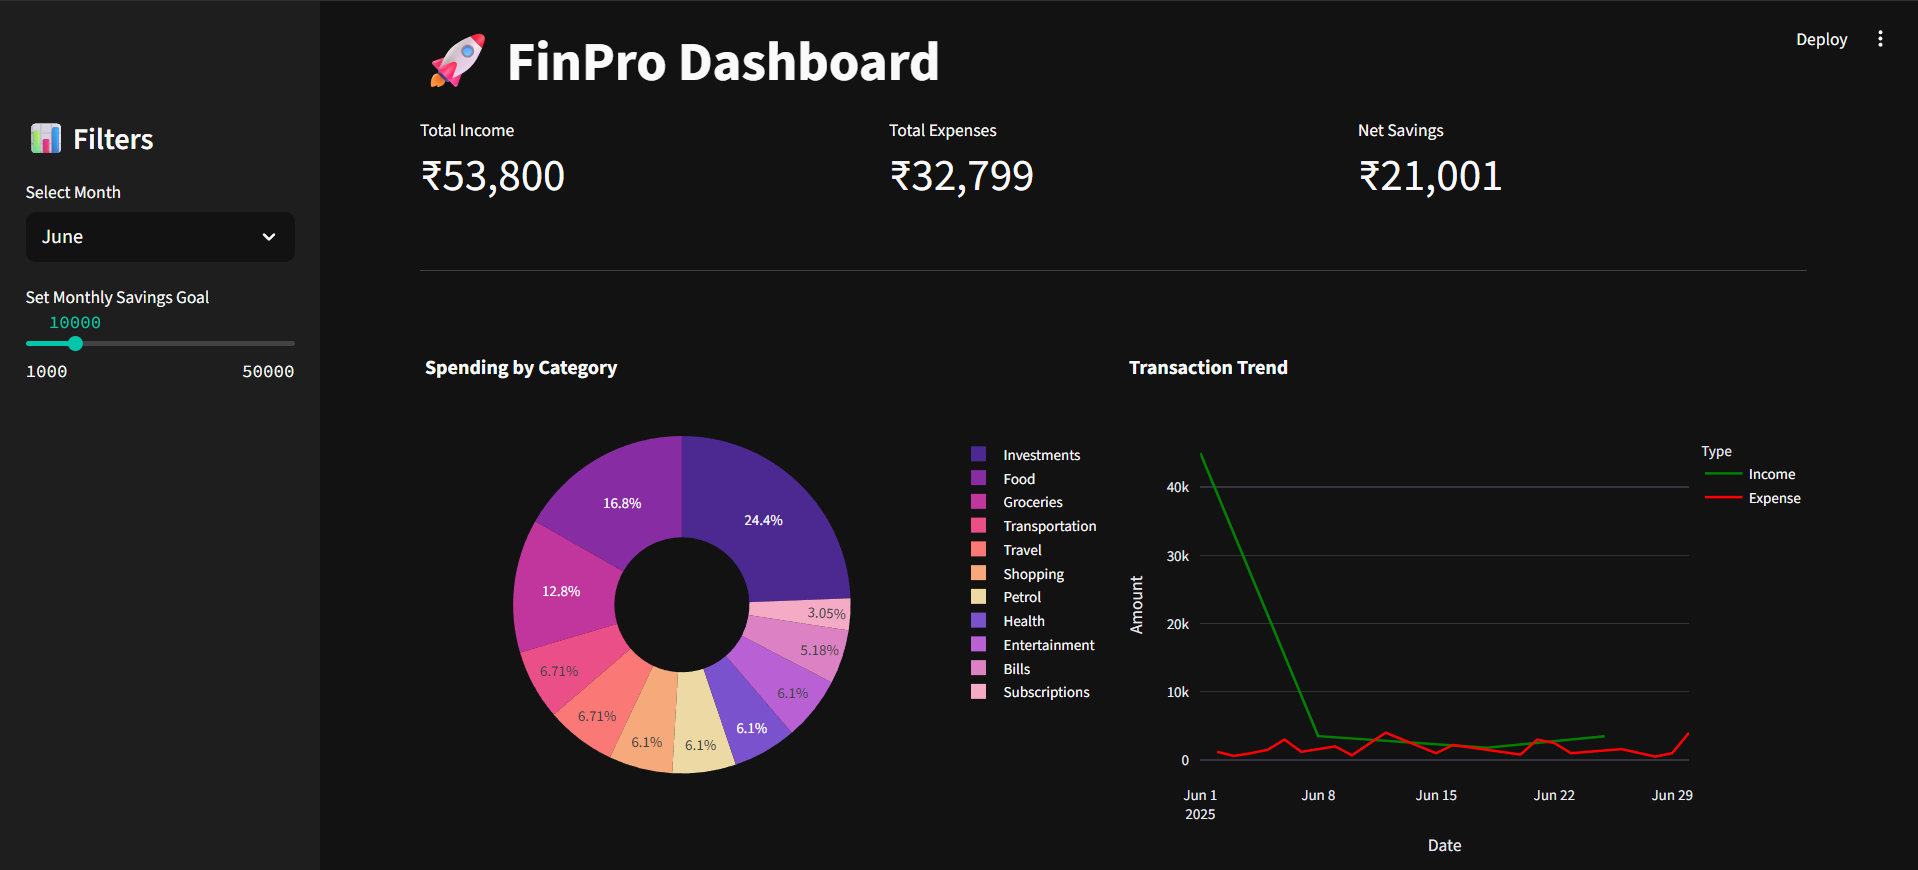 Deploy
FinPro Dashboard
Filters
Select Month
June
Set Monthly Savings Goal
10000
1000 50000
Total Income
₹53,800
Total Expenses
₹32,799
Net Savings
₹21,001
Spending by Category
24.4%
16.8%
12.8%
6.71%
6.71%
6.1%
6.1%
6.1%
6.1%
5.18%
3.05%
Investments
Food
Groceries
Transportation
Travel
Shopping
Petrol
Health
Entertainment
Bills
Subscriptions
Transaction Trend
Type
Income
Expense
Amount
40k
30k
20k
10k
0
Jun 1 Jun 8 Jun 15 Jun 22 Jun 29
2025
Date